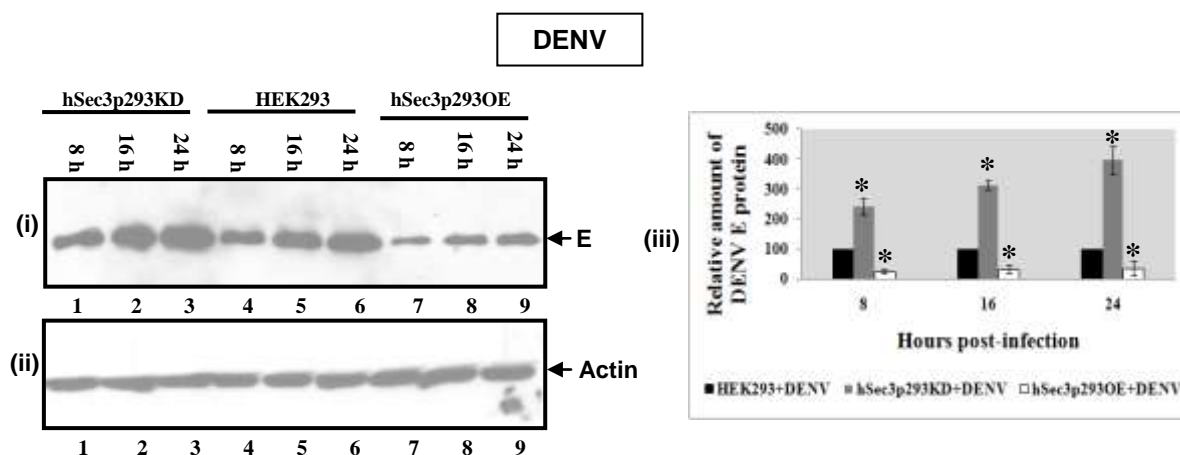 DENV
hSec3p293KD HEK293 hSec3p293OE
8 h 16 h 24 h 8 h 16 h 24 h 8 h 16 h 24 h
(i)
E
1 2 3 4 5 6 7 8 9
(ii)
Actin
1 2 3 4 5 6 7 8 9
(iii)
Relative amount of
DENV E protein
500
400
300
200
100
0
* * * * * *
8 16 24
Hours post-infection
HEK293+DENV hSec3p293KD+DENV hSec3p293OE+DENV